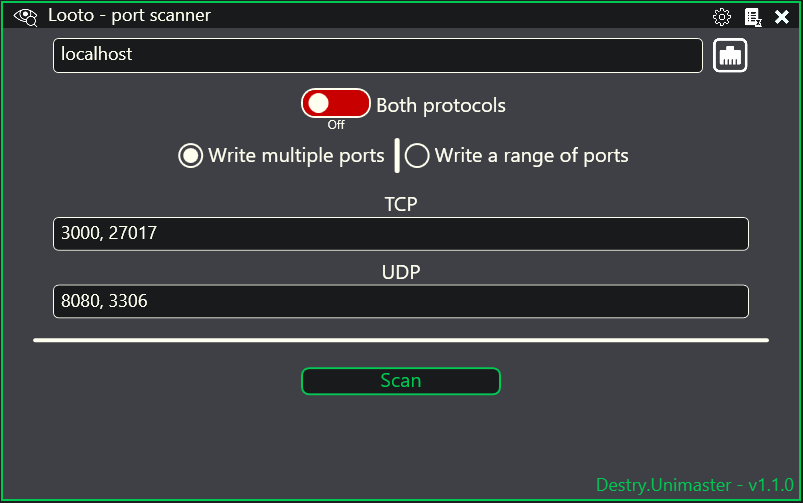 Looto - port scanner
localhost
Both protocols
Off
Write multiple ports
Write a range of ports
TCP
3000, 27017
UDP
8080, 3306
Scan
Destry.Unimaster - v1.1.0